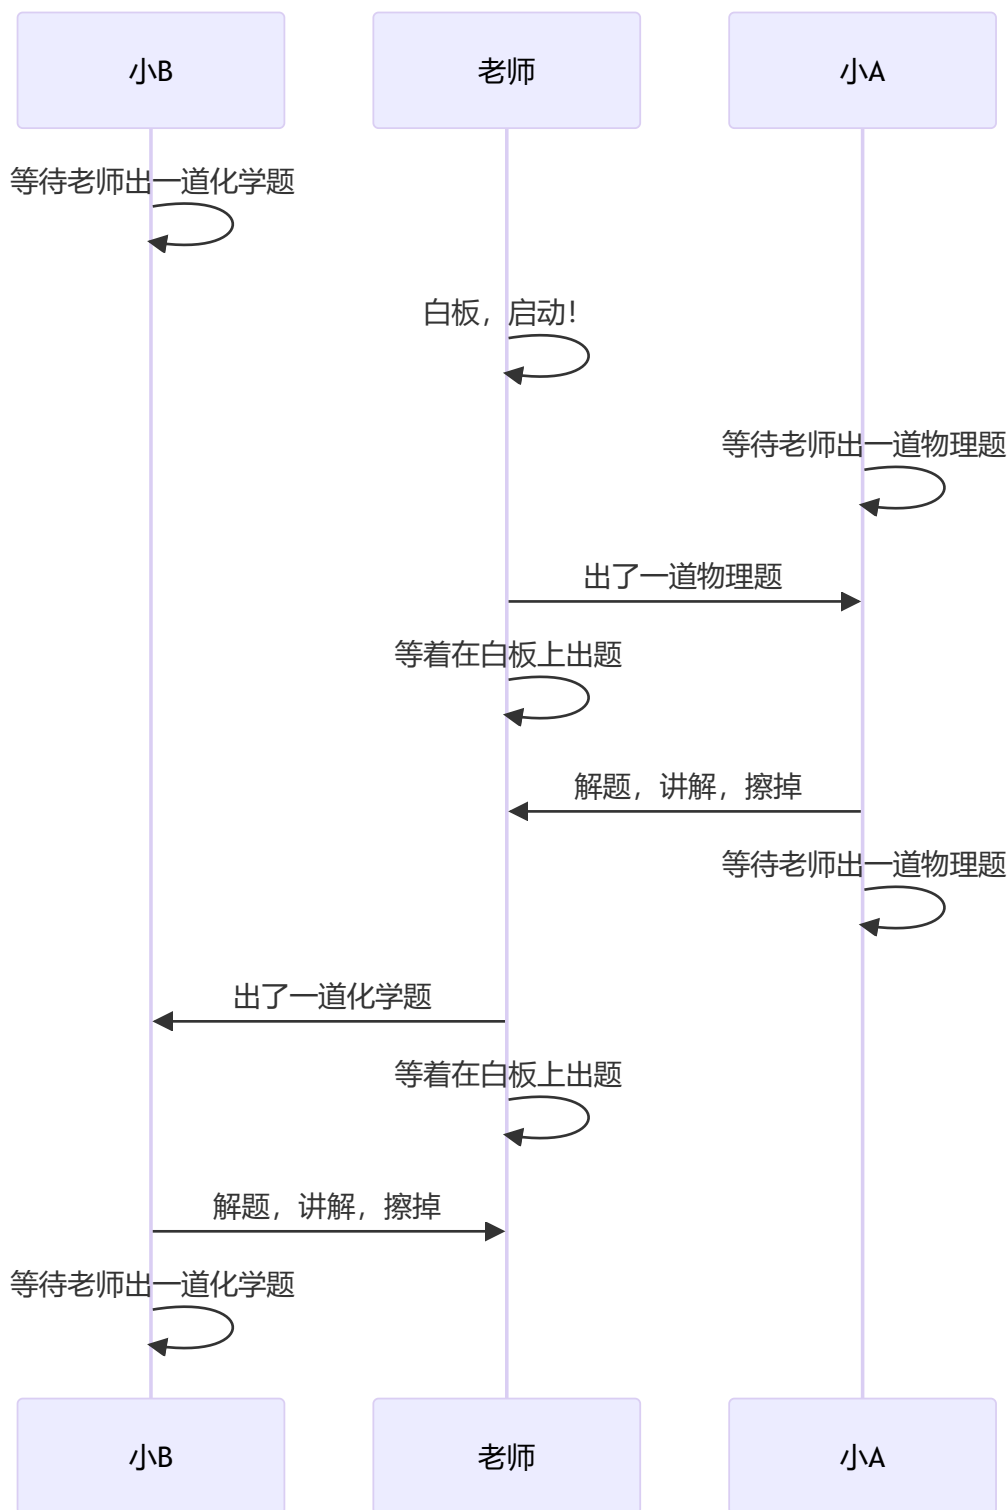 小B
老师
小A
等待老师出一道化学题
白板，启动！
等待老师出一道物理题
出了一道物理题
等着在白板上出题
解题，讲解，擦掉
等待老师出一道物理题
出了一道化学题
等着在白板上出题
解题，讲解，擦掉
等待老师出一道化学题
小B
老师
小A